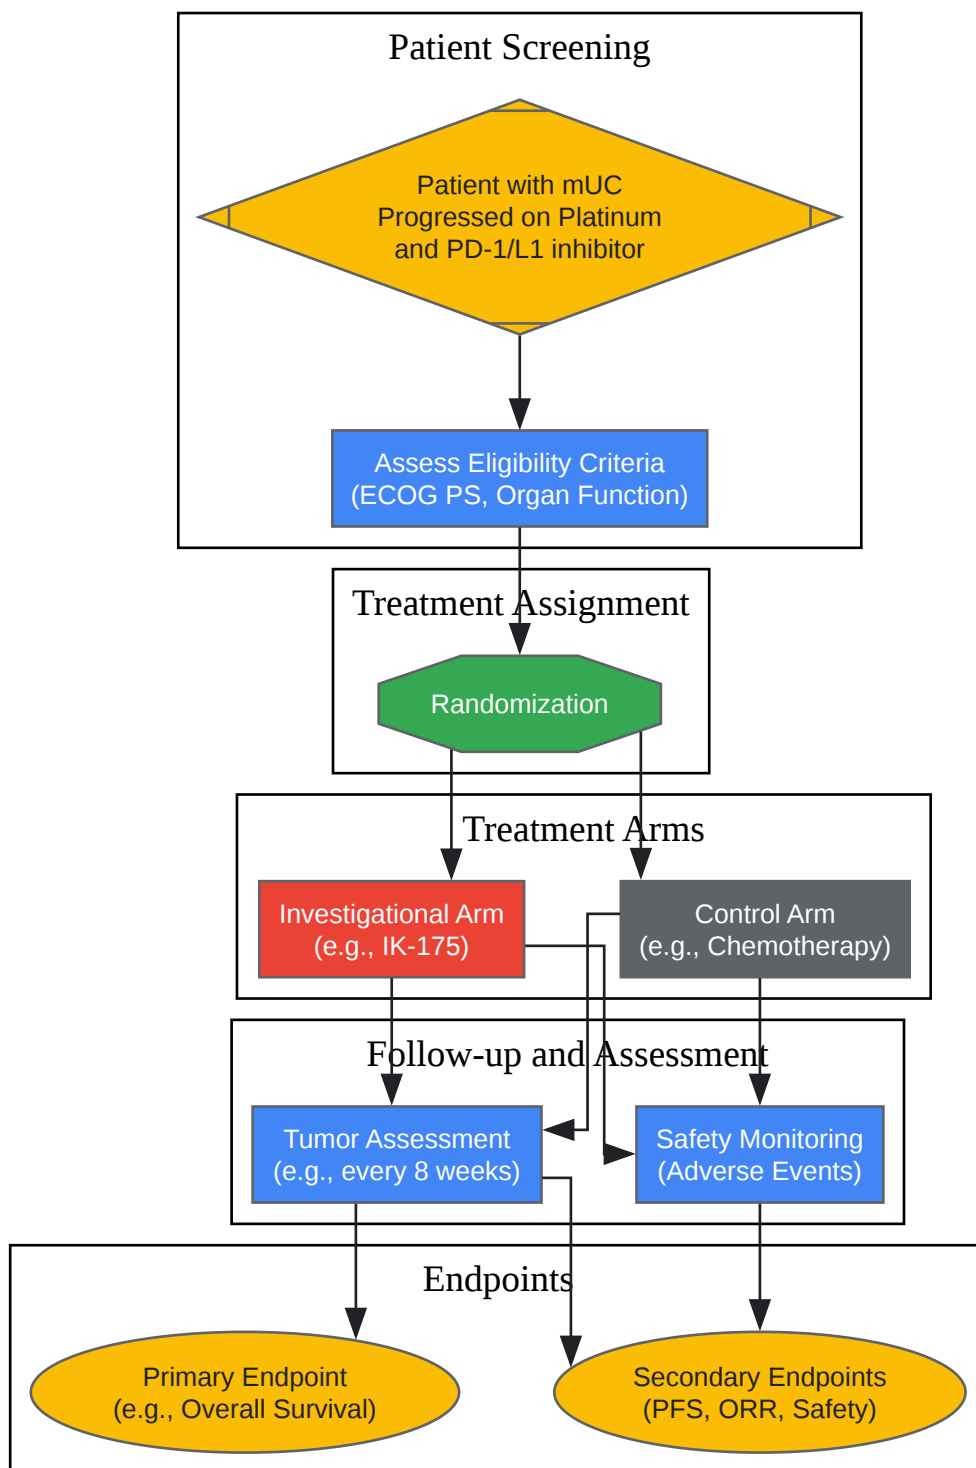 Patient Screening
Patient with mUC
Progressed on Platinum
and PD-1/L1 inhibitor
Assess Eligibility Criteria
(ECOG PS, Organ Function)
Treatment Assignment
Randomization
Treatment Arms
Investigational Arm
(e.g., IK-175)
Control Arm
(e.g., Chemotherapy)
Follow-up and Assessment
Tumor Assessment
(e.g., every 8 weeks)
Safety Monitoring
(Adverse Events)
Endpoints
Primary Endpoint
(e.g., Overall Survival)
Secondary Endpoints
(PFS, ORR, Safety)